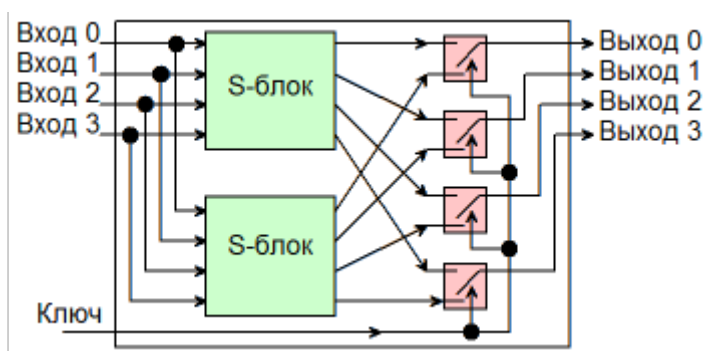 Вход 0
Вход 1
Вход 2
Вход 3
S-блок
S-блок
Ключ
Выход 0
Выход 1
Выход 2
Выход 3